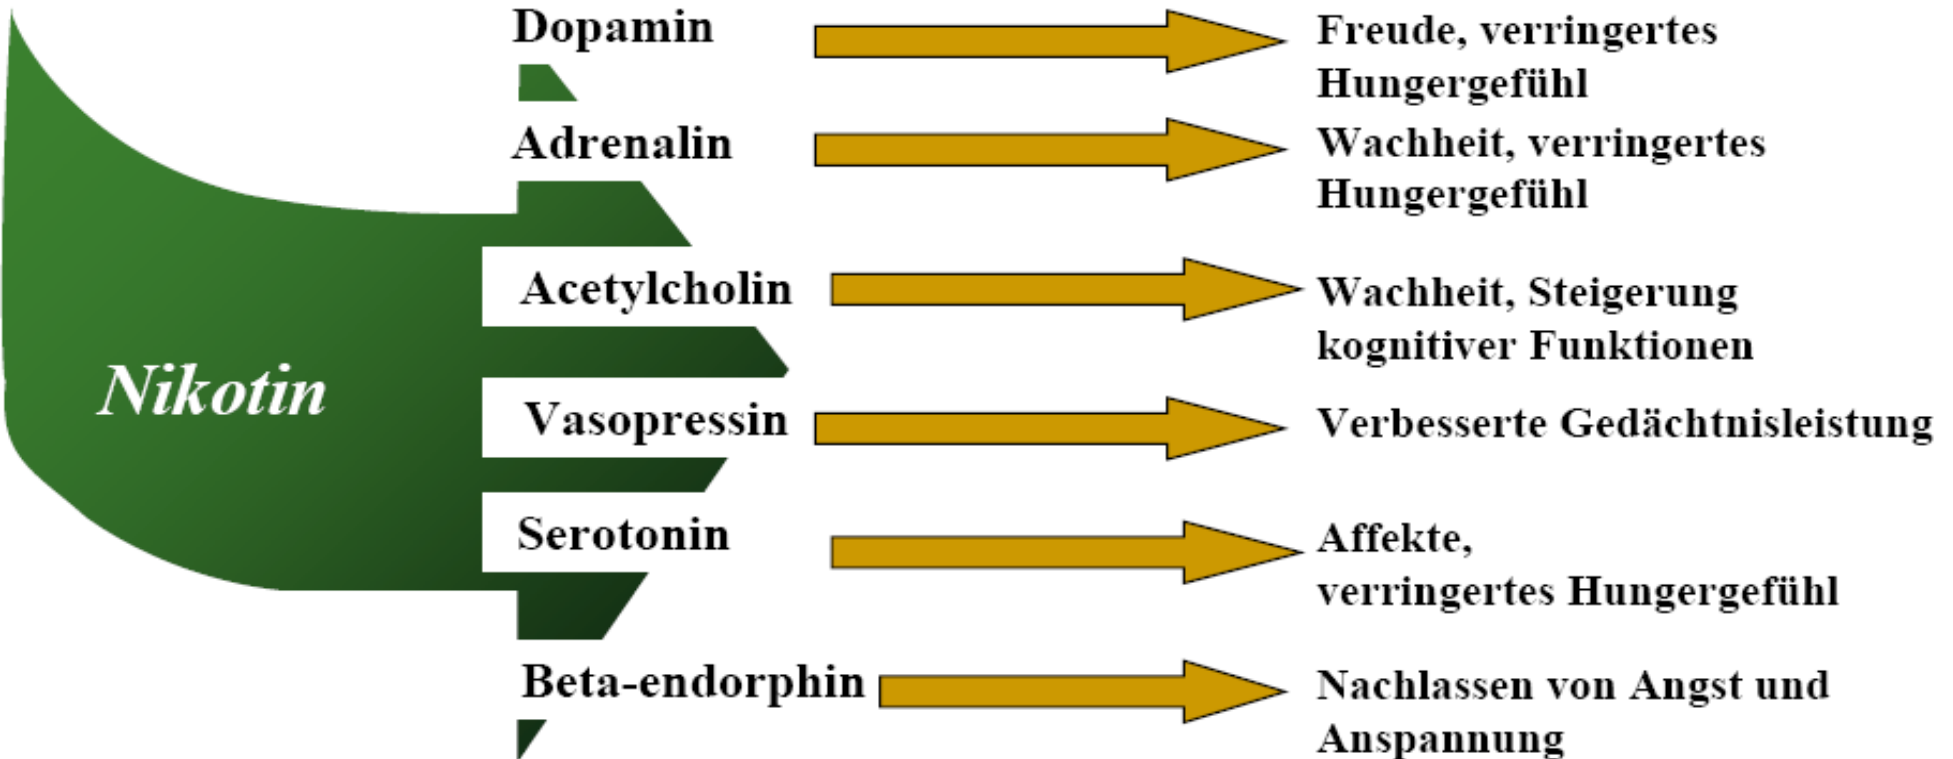 Nikotin
Dopamin
Freude, verringertes
Hungergefühl
Adrenalin
Wachheit, verringertes
Hungergefühl
Acetylcholin
Wachheit, Steigerung
kognitiver Funktionen
Vasopressin
Verbesserte Gedächtnisleistung
Serotonin
Affekte,
verringertes Hungergefühl
Beta-endorphin
Nachlassen von Angst und
Anspannung